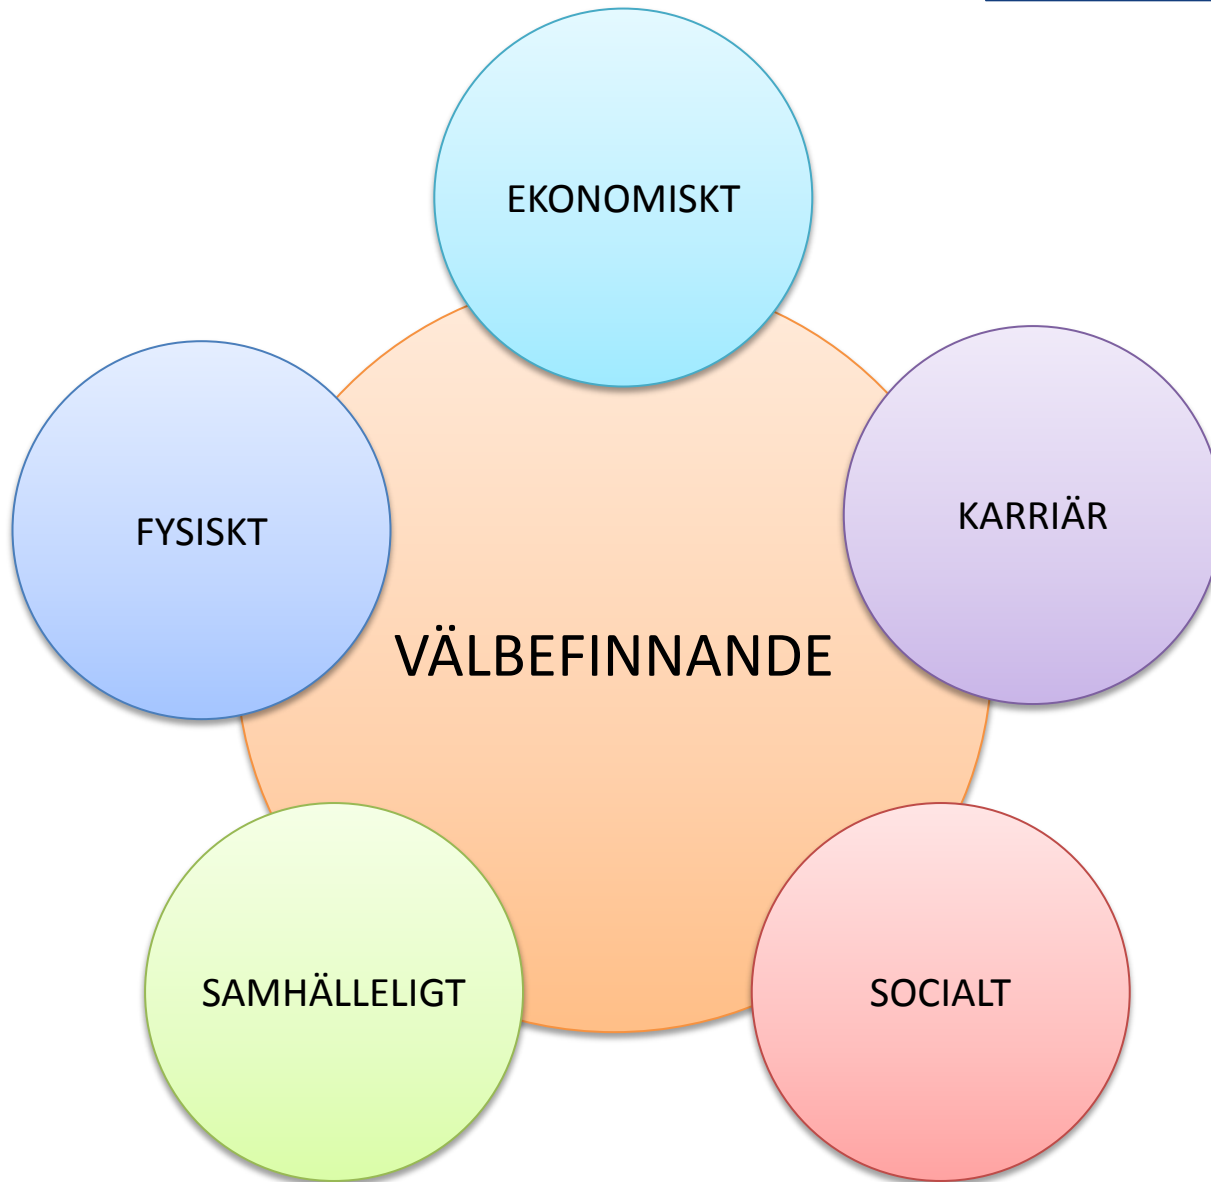 EKONOMISKT
KARRIÄR
FYSISKT
VÄLBEFINNANDE
SAMHÄLLELIGT
SOCIALT